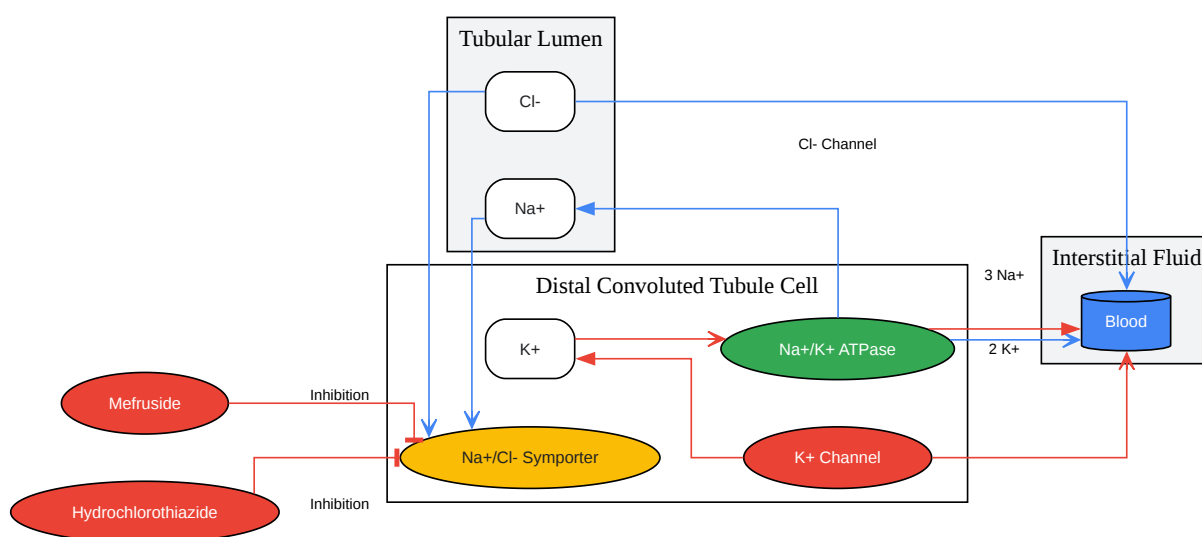 Tubular Lumen
Cl-
Cl- Channel
Na+
Interstitial Fluid
3 Na+
Distal Convoluted Tubule Cell
Blood
K+
Na+/K+ ATPase
2 K+
Mefruside
Inhibition
Na+/Cl- Symporter
K+ Channel
Hydrochlorothiazide
Inhibition